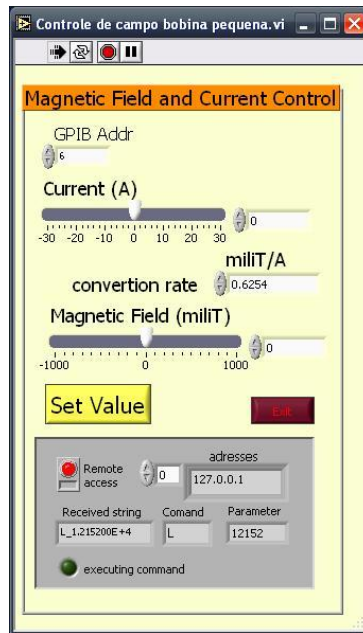 Controle de campo bobina pequena.vi
Magnetic Field and Current Control
GPIB Addr
6
Current (A)
0
-30 -20 -10 0 10 20 30
miliT/A
convertion rate 0.6254
Magnetic Field (miliT)
0
-1000 0 1000
Set Value Exit
adresses
Remote access 0 127.0.0.1
Received string Comand Parameter
L_1.215200E+4 L 12152
executing command